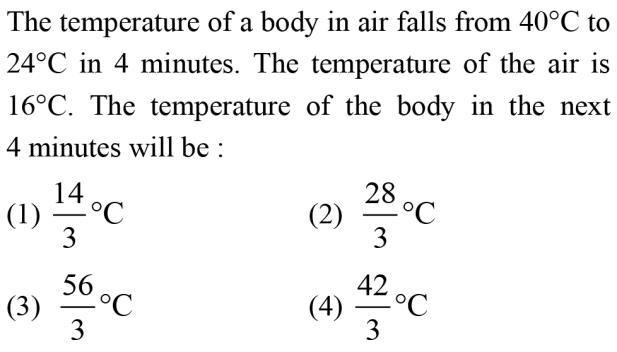 The temperature of a body in air falls from 40°C to
24°C in 4 minutes. The temperature of the air is
16°C. The temperature of the body in the next
4 minutes will be :
(1) 14/3 °C (2) 28/3 °C
(3) 56/3 °C (4) 42/3 °C